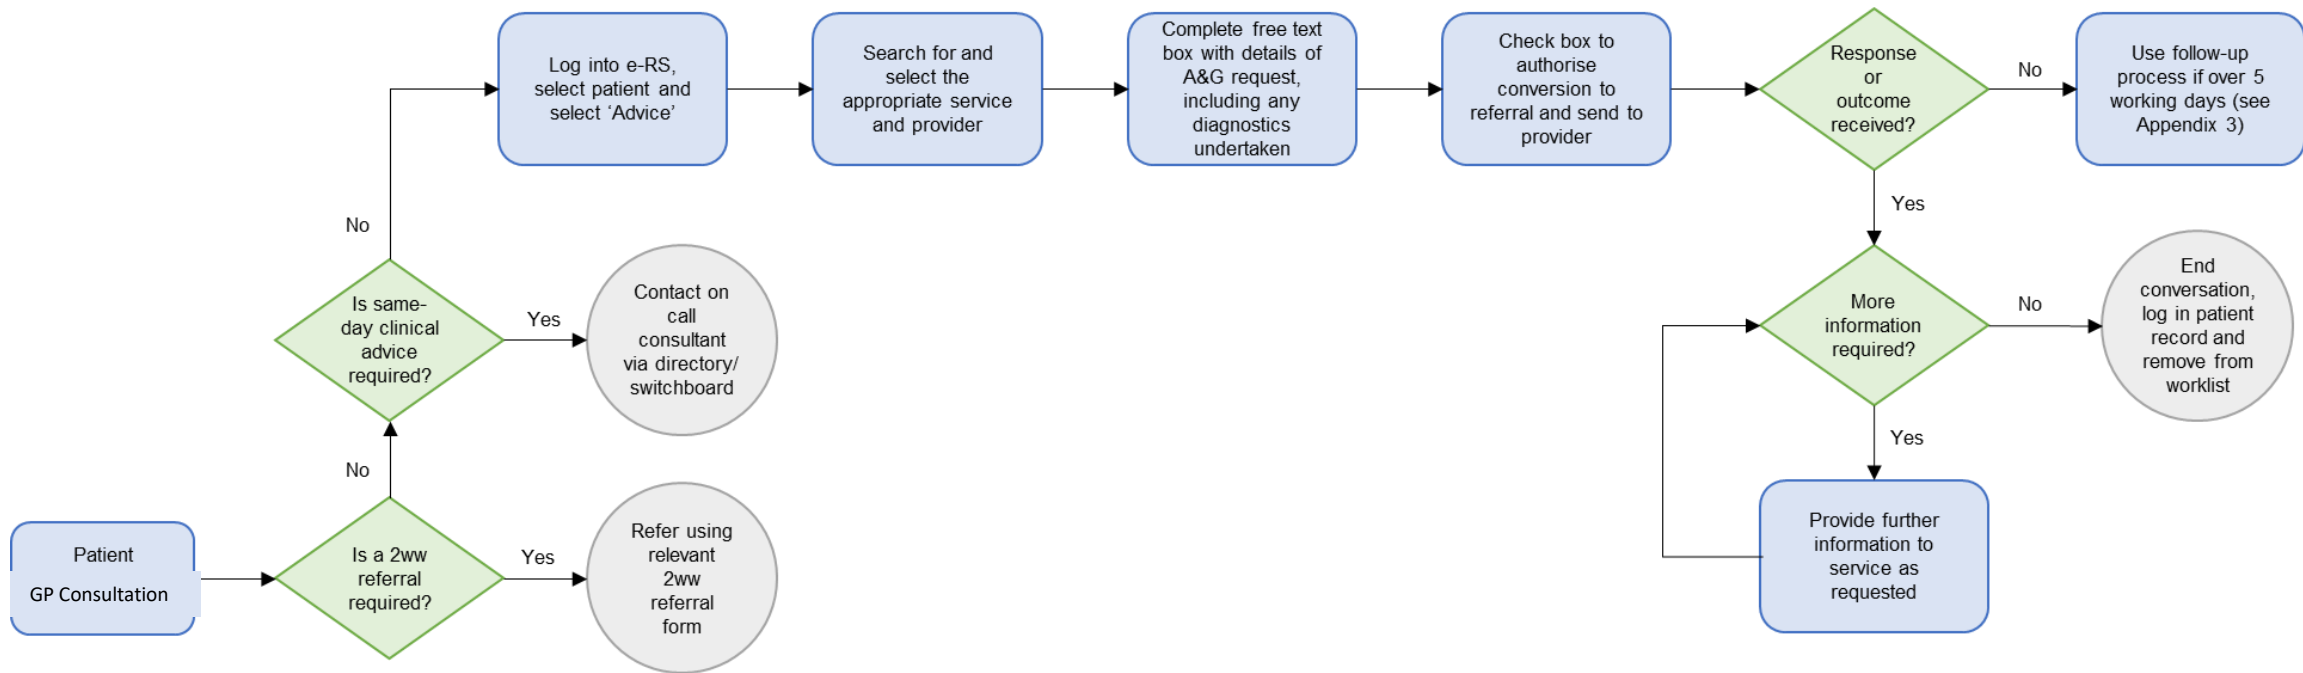 Patient
GP Consultation
Is a 2ww
referral
required?
Yes
Refer using
relevant
2ww
referral
form
No
Is same-
day clinical
advice
required?
Yes
Contact on
call
consultant
via directory/
switchboard
No
Log into e-RS,
select patient and
select ‘Advice’
Search for and
select the
appropriate service
and provider
Complete free text
box with details of
A&G request,
including any
diagnostics
undertaken
Check box to
authorise
conversion to
referral and send to
provider
Response
or
outcome
received?
No
Use follow-up
process if over 5
working days (see
Appendix 3)
Yes
More
information
required?
No
End
conversation,
log in patient
record and
remove from
worklist
Yes
Provide further
information to
service as
requested